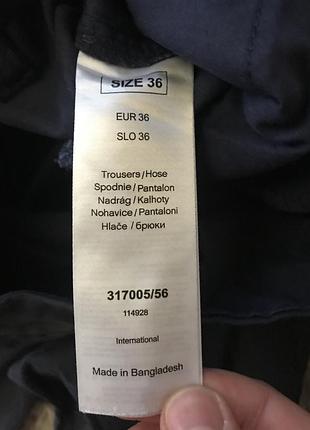 SIZE 36
EUR 36
SLO 36
Trousers/Hose
Spodnie/Pantalon
Nadrág/Kalhoty
Nohavice/Pantaloni
Hlače/брюки
317005/56
114928
International
Made in Bangladesh